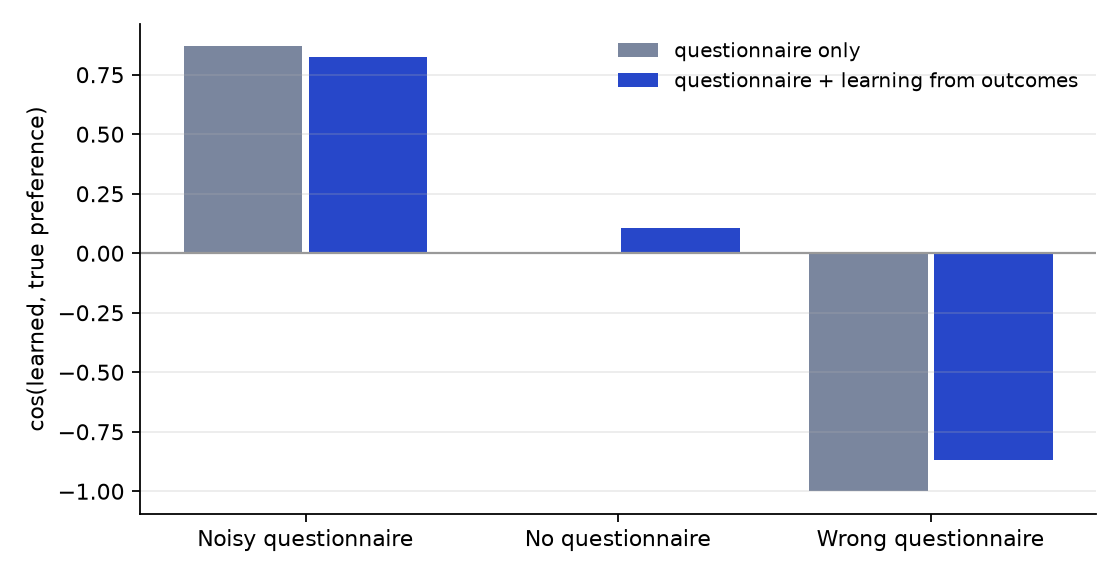 questionnaire only
questionnaire + learning from outcomes
cos(learned, true preference)
0.75
0.50
0.25
0.00
−0.25
−0.50
−0.75
−1.00
Noisy questionnaire
No questionnaire
Wrong questionnaire